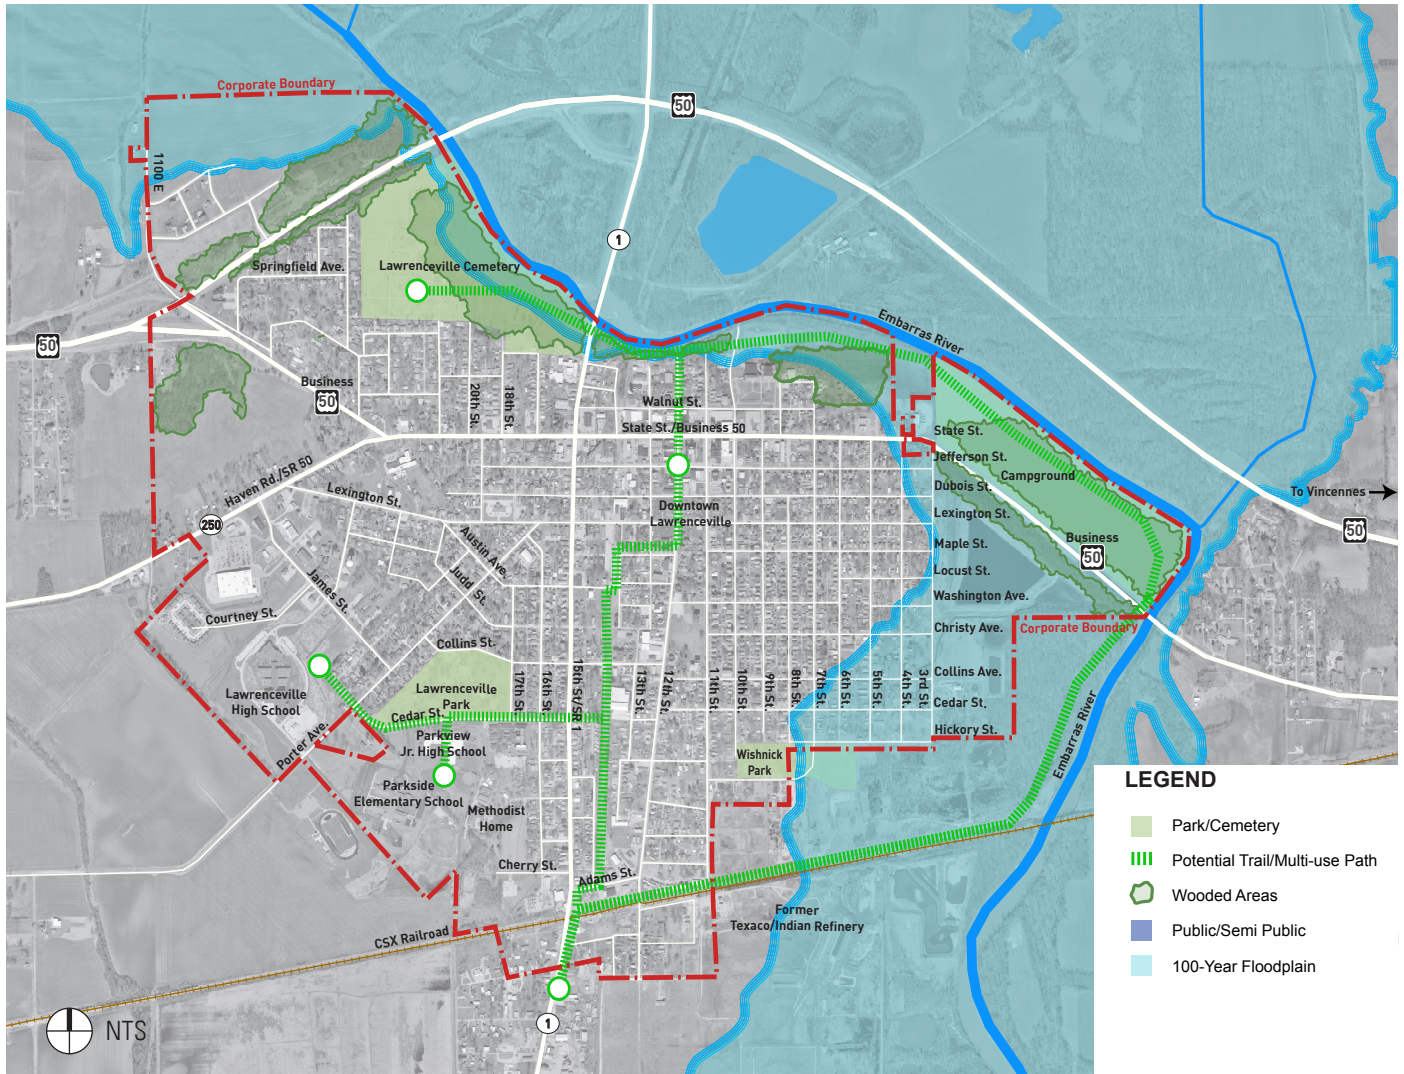 Corporate Boundary
50
1100 E
1
Springfield Ave.
Lawrenceville Cemetery
Embarras River
50
Business
50
20th St.
18th St.
Walnut St.
State St./Business 50
State St.
Jefferson St.
Campground
Haven Rd./SR 50
Lexington St.
Dubois St.
To Vincennes
Downtown
Lawrenceville
Lexington St.
250
Austin Ave.
Business
50
50
Maple St.
Judd St.
James St.
Locust St.
Washington Ave.
Courtney St.
Christy Ave.
Corporate Boundary
Collins St.
Collins Ave.
Lawrenceville
High School
Lawrenceville
Park
17th St.
16th St.
15th St/SR 1
13th St.
12th St.
11th St.
10th St.
9th St.
8th St.
7th St.
6th St.
5th St.
4th St.
3rd St.
Cedar St.
Cedar St.
Hickory St.
Embarras River
Porter Ave.
Parkview
Jr. High School
Wishnick
Park
Parkside
Elementary School
Methodist
Home
Cherry St.
Adams St.
Former
Texaco/Indian Refinery
CSX Railroad
1
NTS
LEGEND
Park/Cemetery
Potential Trail/Multi-use Path
Wooded Areas
Public/Semi Public
100-Year Floodplain